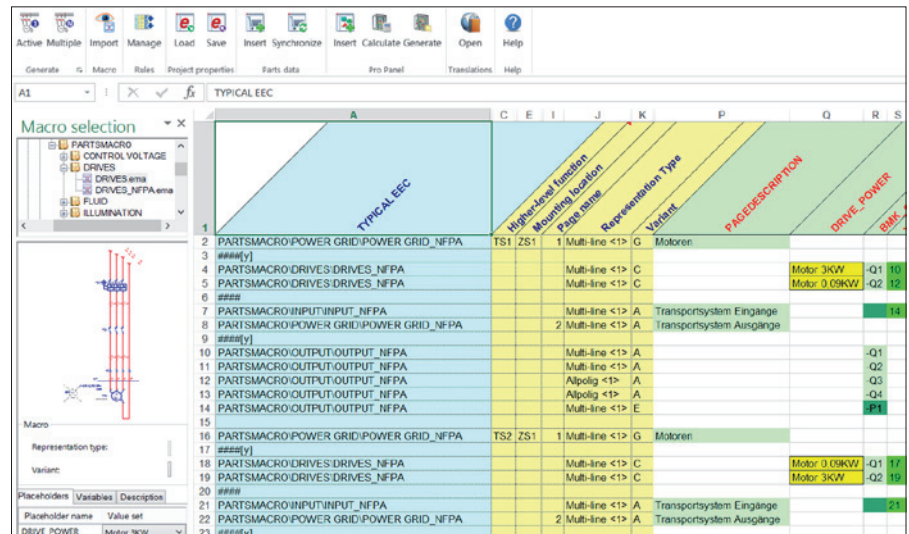 Active Multiple Import Manage Load Save Insert Synchronize Insert Calculate Generate Open Help
Generate Macro Rules Project properties Parts data Pro Panel Translations Help
A1 fx TYPICAL EEC
Macro selection
PARTSMACRO
CONTROL VOLTAGE
DRIVES
DRIVES.ema
DRIVES_NFPA.ema
FLUID
ILLUMINATION
Macro
Representation type:
Variant:
Placeholders Variables Description
Placeholder name Value set
DRIVE_POWER Motor 3KW
A C E I J K P Q R S
1 TYPICAL EEC Higher-level function Mounting location Page name Representation Type Variant PAGEDESCRIPTION DRIVE_POWER
2 PARTSMACRO\POWER GRID\POWER GRID_NFPA TS1 ZS1 1 Multi-line <1> G Motoren
3 ####[y]
4 PARTSMACRO\DRIVES\DRIVES_NFPA Multi-line <1> C Motor 3KW -Q1 10
5 PARTSMACRO\DRIVES\DRIVES_NFPA Multi-line <1> C Motor 0.09KW -Q2 12
6 ####
7 PARTSMACRO\INPUT\INPUT_NFPA Multi-line <1> A Transportsystem Eingänge 14
8 PARTSMACRO\POWER GRID\POWER GRID_NFPA 2 Multi-line <1> A Transportsystem Ausgänge
9 ####[y]
10 PARTSMACRO\OUTPUT\OUTPUT_NFPA Multi-line <1> A -Q1
11 PARTSMACRO\OUTPUT\OUTPUT_NFPA Multi-line <1> A -Q2
12 PARTSMACRO\OUTPUT\OUTPUT_NFPA Allpolig <1> A -Q3
13 PARTSMACRO\OUTPUT\OUTPUT_NFPA Allpolig <1> A -Q4
14 PARTSMACRO\OUTPUT\OUTPUT_NFPA Multi-line <1> E -P1
15
16 PARTSMACRO\POWER GRID\POWER GRID_NFPA TS2 ZS1 1 Multi-line <1> G Motoren
17 ####[y]
18 PARTSMACRO\DRIVES\DRIVES_NFPA Multi-line <1> C Motor 0.09KW -Q1 17
19 PARTSMACRO\DRIVES\DRIVES_NFPA Multi-line <1> C Motor 3KW -Q2 19
20 ####
21 PARTSMACRO\INPUT\INPUT_NFPA Multi-line <1> A Transportsystem Eingänge 21
22 PARTSMACRO\POWER GRID\POWER GRID_NFPA 2 Multi-line <1> A Transportsystem Ausgänge
23 ####[y]